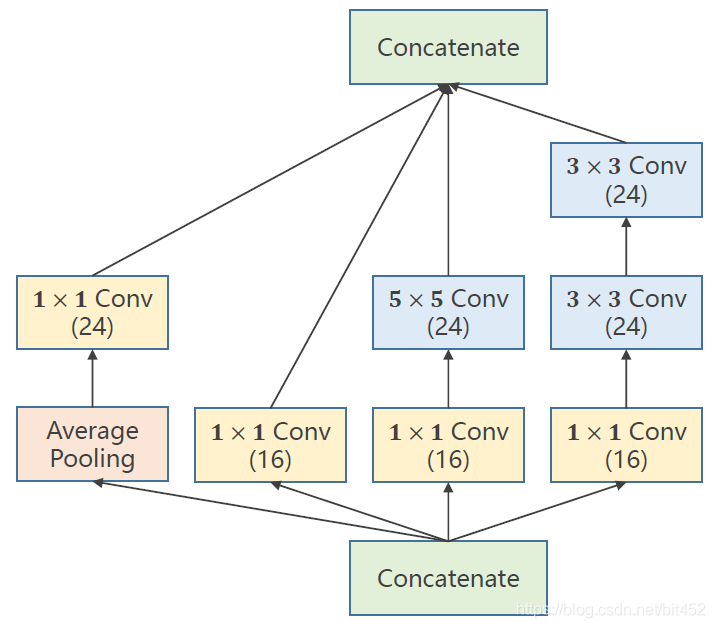 Concatenate
3 × 3 Conv
(24)
1 × 1 Conv
(24)
5 × 5 Conv
(24)
3 × 3 Conv
(24)
Average
Pooling
1 × 1 Conv
(16)
1 × 1 Conv
(16)
1 × 1 Conv
(16)
Concatenate
https://blog.csdn.net/bit452